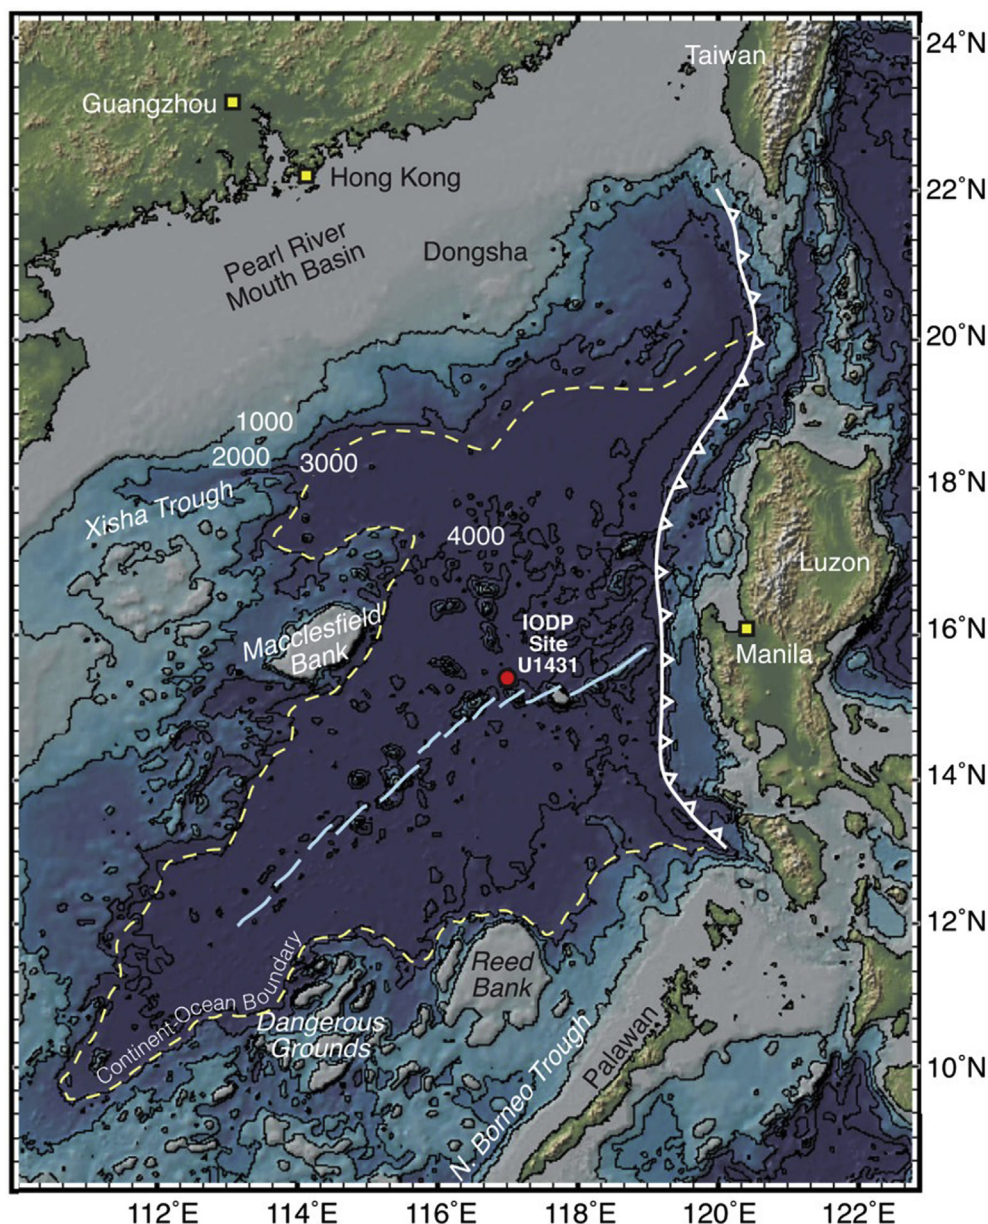 Taiwan
24°N
Guangzhou
Hong Kong
22°N
Pearl River
Mouth Basin
Dongsha
20°N
1000
2000
3000
18°N
Xisha Trough
4000
Luzon
Macclesfield
Bank
IODP
Site
U1431
16°N
Manila
14°N
12°N
Continent-Ocean Boundary
Reed
Bank
Dangerous
Grounds
N. Borneo Trough
Palawan
10°N
112°E
114°E
116°E
118°E
120°E
122°E